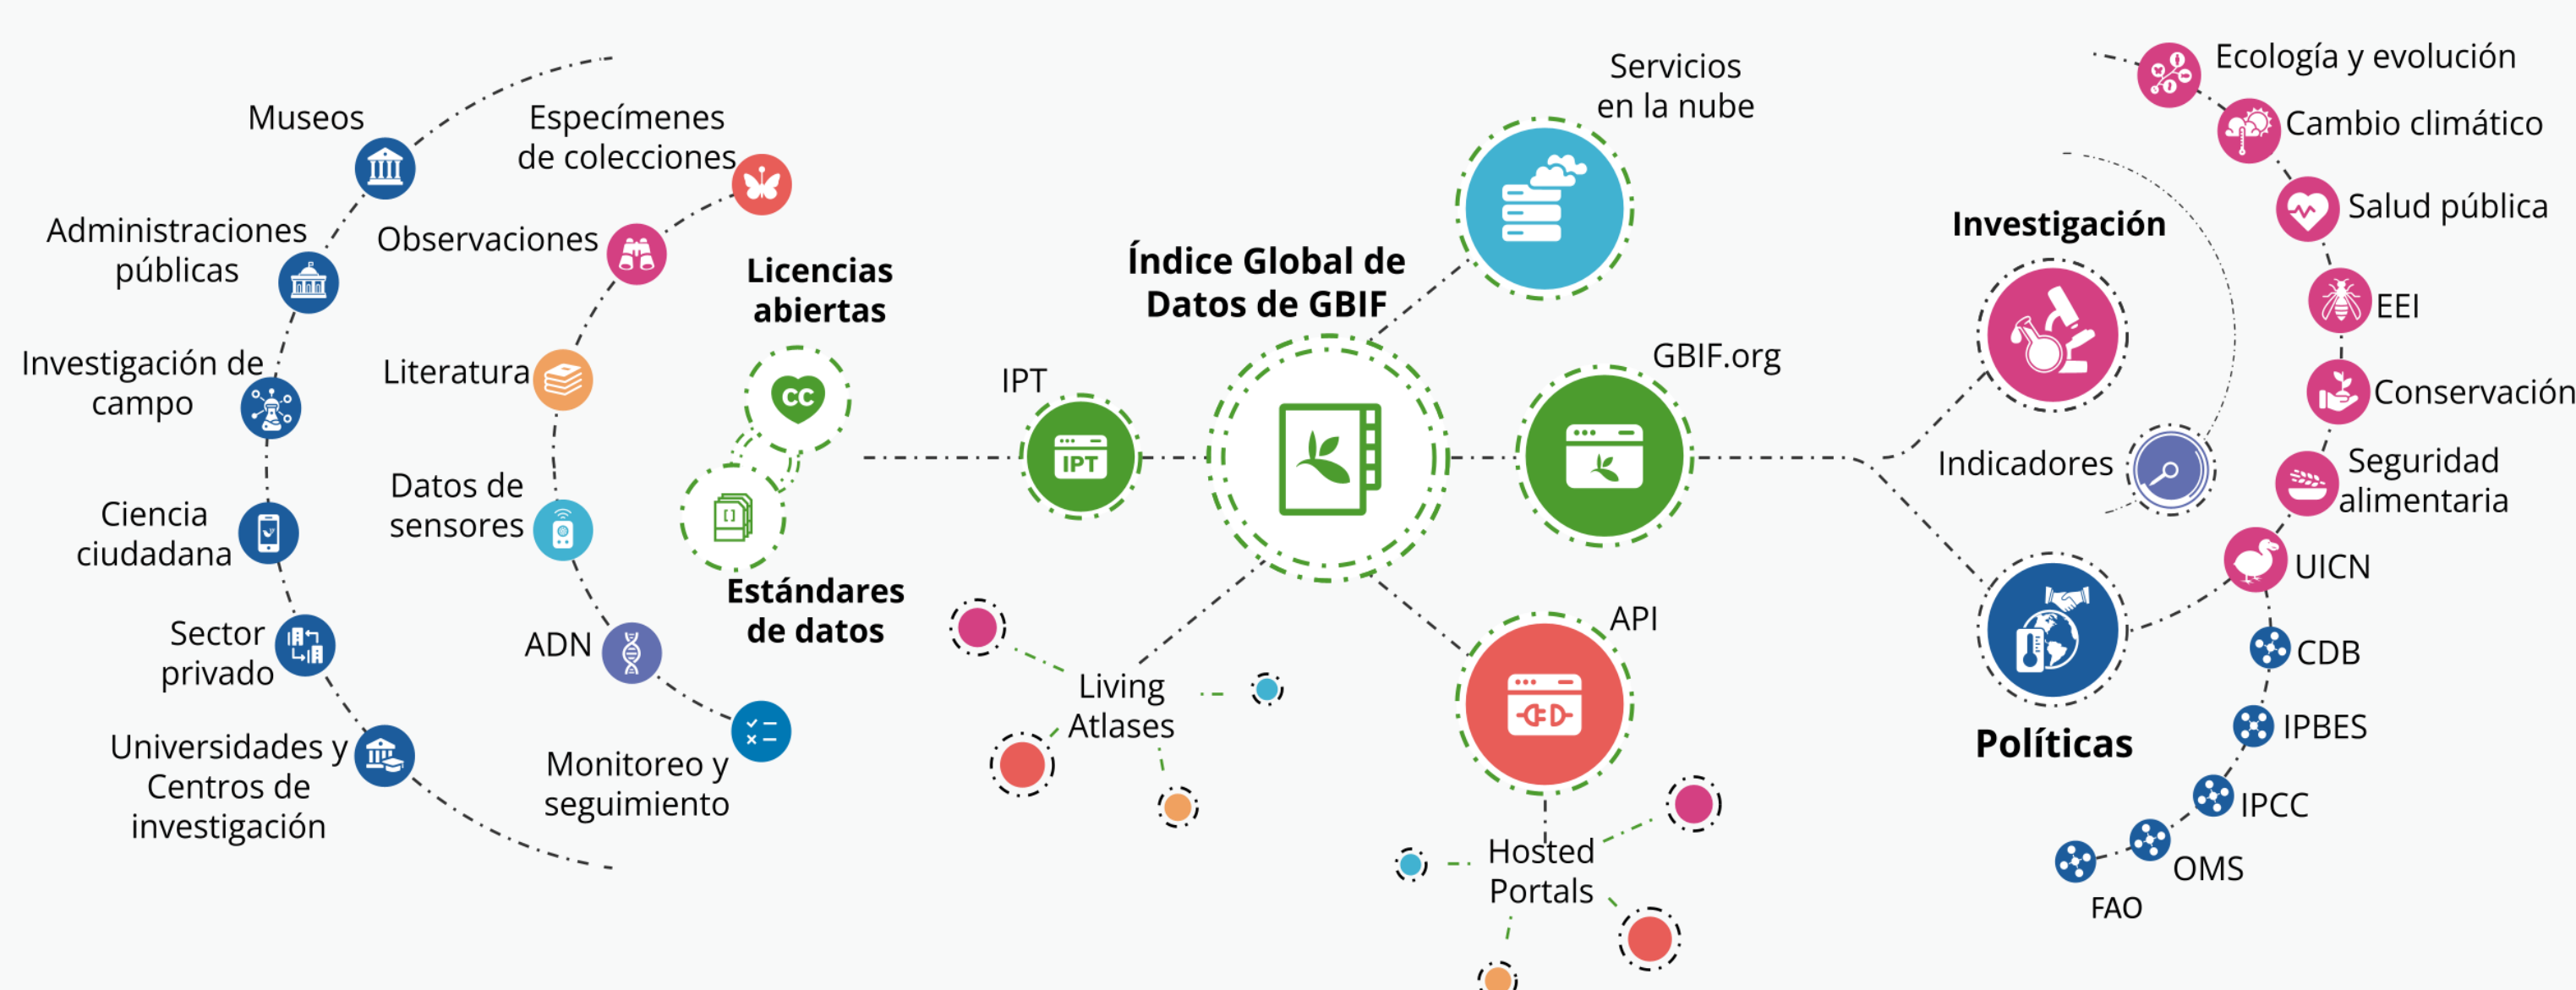 Museos
Administraciones
públicas
Investigación de
campo
Ciencia
ciudadana
Sector
privado
Universidades y
Centros de
investigación
Especímenes
de colecciones
Observaciones
Literatura
Datos de
sensores
ADN
Monitoreo y
seguimiento
Licencias
abiertas
CC
[]
Estándares
de datos
IPT
IPT
Índice Global de
Datos de GBIF
Servicios
en la nube
GBIF.org
API
Living
Atlases
Hosted
Portals
Investigación
Indicadores
Políticas
Ecología y evolución
Cambio climático
Salud pública
EEI
Conservación
Seguridad
alimentaria
UICN
CDB
IPBES
IPCC
OMS
FAO